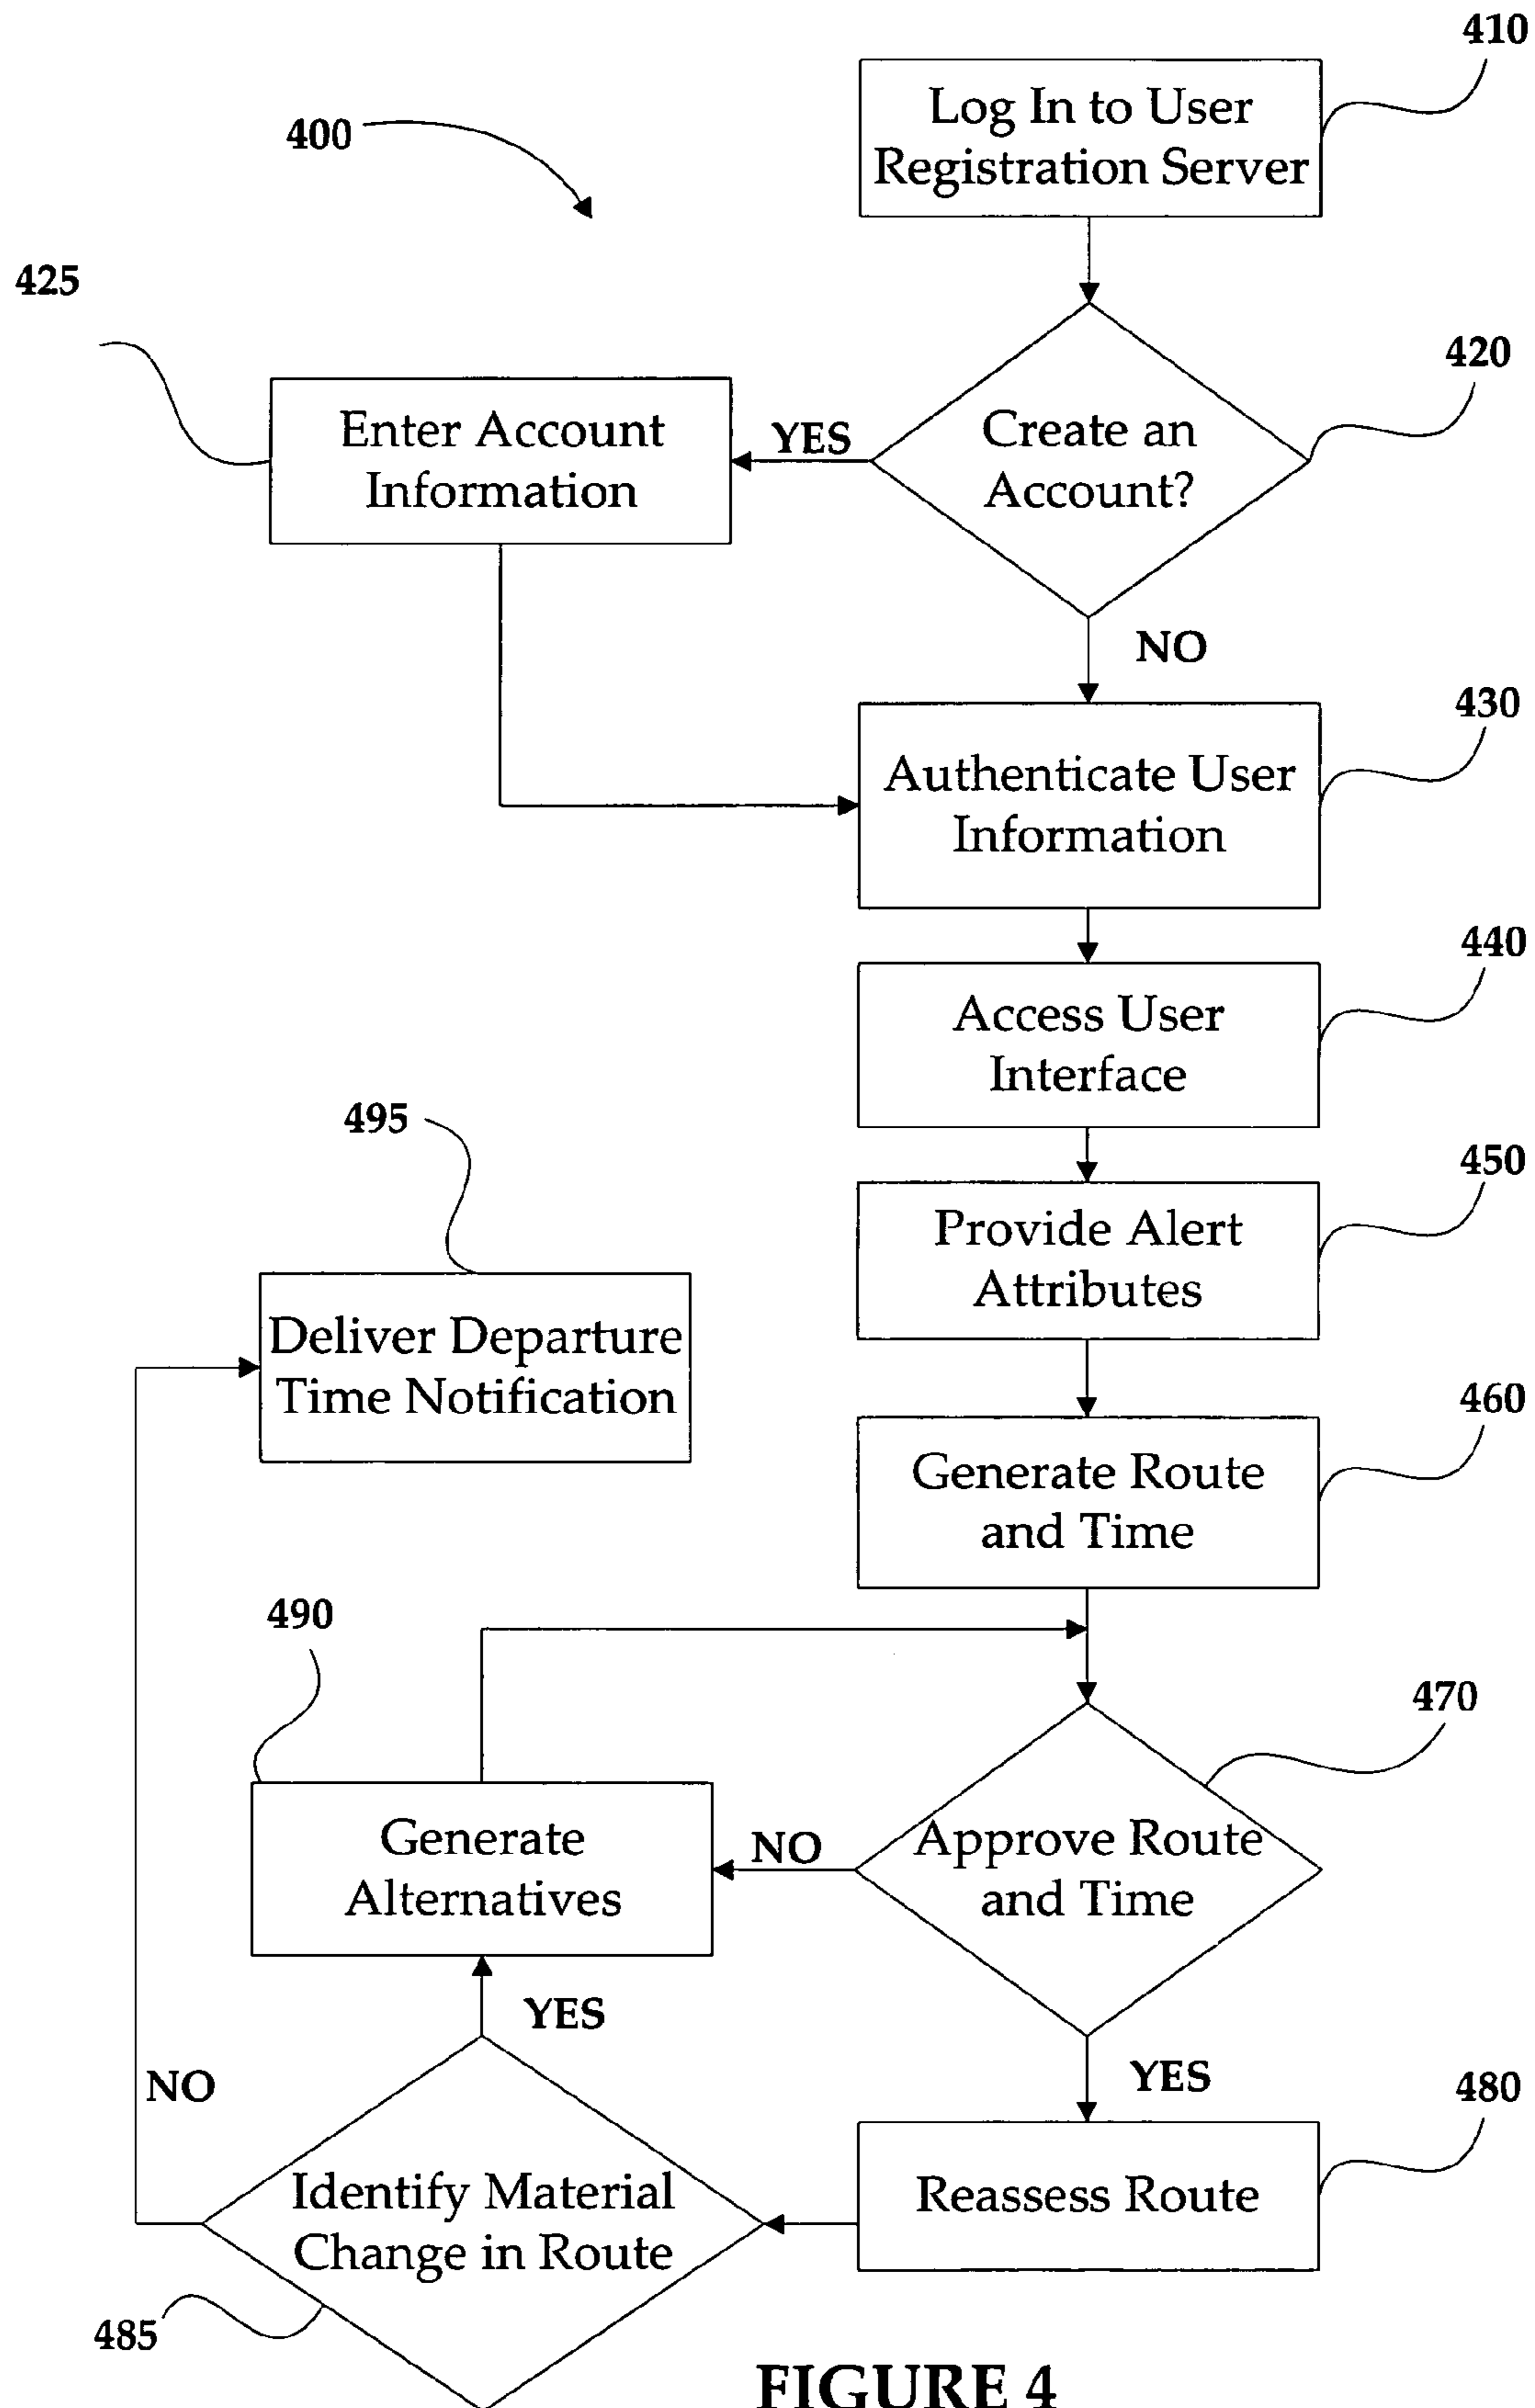 410
Log In to User
Registration Server
400
425
420
Enter Account
Information
YES
Create an
Account?
NO
430
Authenticate User
Information
440
Access User
Interface
495
450
Provide Alert
Attributes
Deliver Departure
Time Notification
460
Generate Route
and Time
490
470
Generate
Alternatives
NO
Approve Route
and Time
YES
YES
NO
480
Identify Material
Change in Route
Reassess Route
485
FIGURE 4